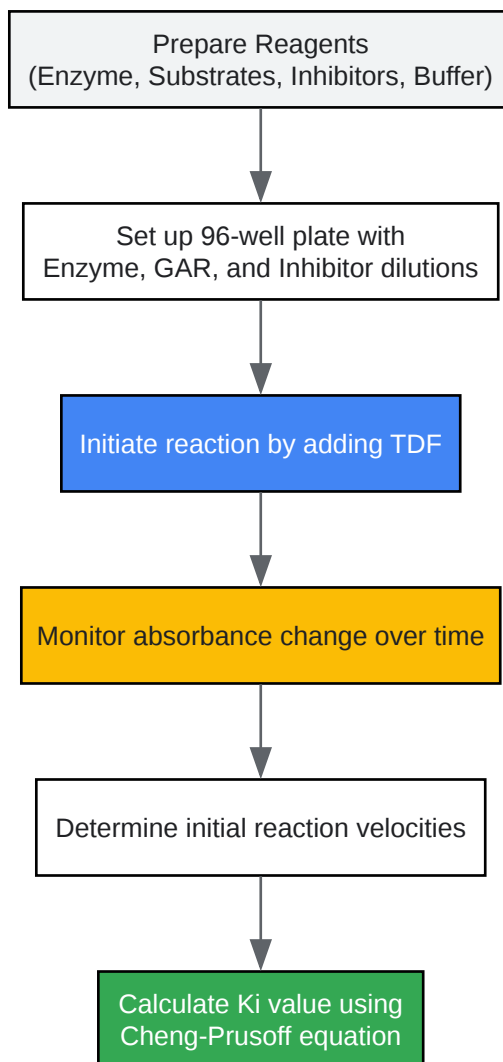 Prepare Reagents
(Enzyme, Substrates, Inhibitors, Buffer)
Set up 96-well plate with
Enzyme, GAR, and Inhibitor dilutions
Initiate reaction by adding TDF
Monitor absorbance change over time
Determine initial reaction velocities
Calculate Ki value using
Cheng-Prusoff equation